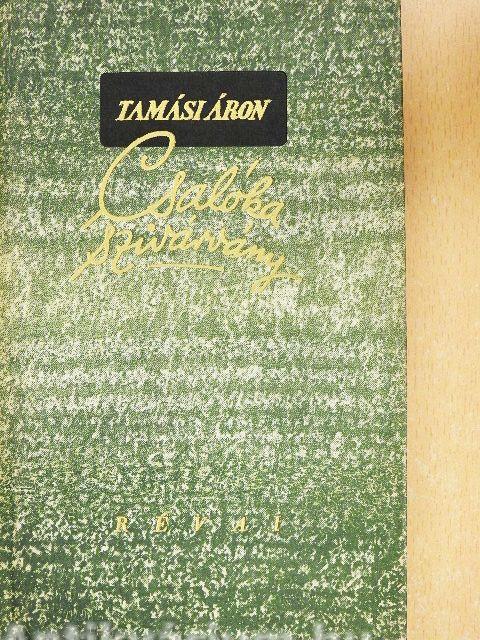 TAMÁSI ÁRON
Csalóka
szivárvány
RÉVAI